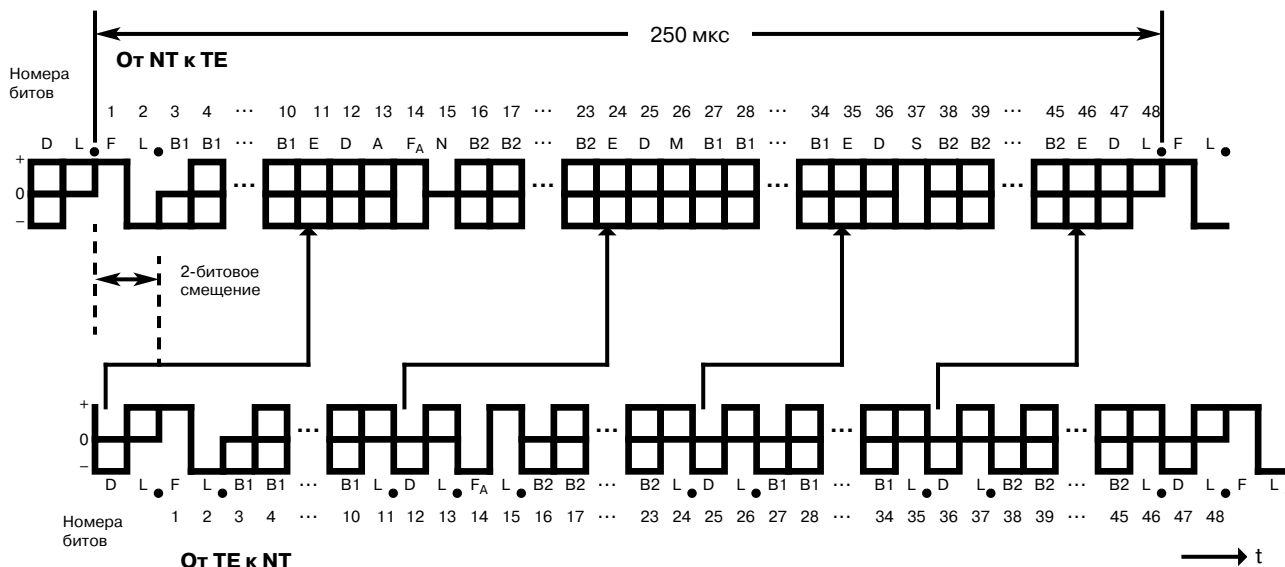 250 мкс
От NT к TE
Номера
битов
1 2 3 4 ... 10 11 12 13 14 15 16 17 ... 23 24 25 26 27 28 ... 34 35 36 37 38 39 ... 45 46 47 48
D L F L B1 B1 ... B1 E D A FA N B2 B2 ... B2 E D M B1 B1 ... B1 E D S B2 B2 ... B2 E D L F L
+
0
–
... ... ... ...
2-битовое
смещение
+
0
–
... ... ... ...
D L F L B1 B1 ... B1 L D L FA L B2 B2 ... B2 L D L B1 B1 ... B1 L D L B2 B2 ... B2 L D L F L
Номера
битов
1 2 3 4 ... 10 11 12 13 14 15 16 17 ... 23 24 25 26 27 28 ... 34 35 36 37 38 39 ... 45 46 47 48
От TE к NT
t